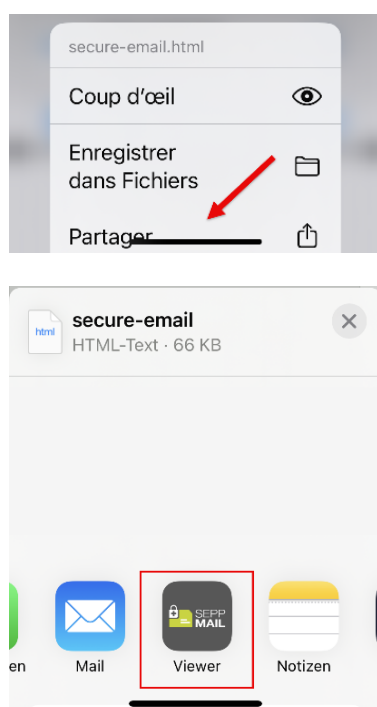 secure-email.html
Coup d'œil
Enregistrer
dans Fichiers
Partager
html
secure-email
HTML-Text · 66 KB
SEPP
MAIL
en
Mail
Viewer
Notizen